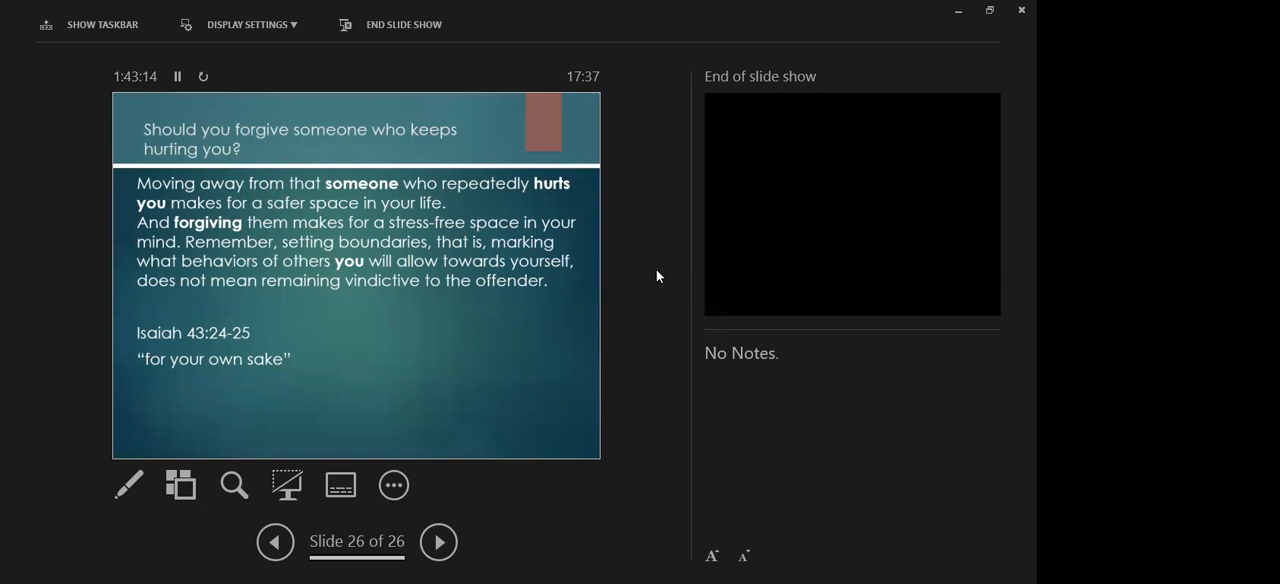 SHOW TASKBAR
DISPLAY SETTINGS ▼
END SLIDE SHOW
1:43:14
17:37
Should you forgive someone who keeps
hurting you?
Moving away from that someone who repeatedly hurts
you makes for a safer space in your life.
And forgiving them makes for a stress-free space in your
mind. Remember, setting boundaries, that is, marking
what behaviors of others you will allow towards yourself,
does not mean remaining vindictive to the offender.
Isaiah 43:24-25
“for your own sake”
Slide 26 of 26
End of slide show
No Notes.
A A